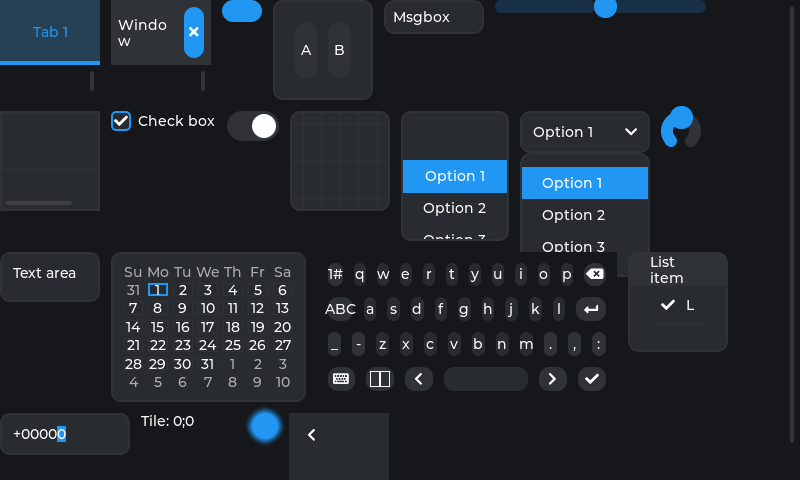 Tab 1
Windo
w
A B
Msgbox
Check box
Option 1
Option 2
Option 3
Option 1
Option 1
Option 2
Option 3
Text area
Su Mo Tu We Th Fr Sa
31 1 2 3 4 5 6
7 8 9 10 11 12 13
14 15 16 17 18 19 20
21 22 23 24 25 26 27
28 29 30 31 1 2 3
4 5 6 7 8 9 10
1# q w e r t y u i o p
ABC a s d f g h j k l
_ - z x c v b n m . , :
List
item
L
+00000
Tile: 0;0